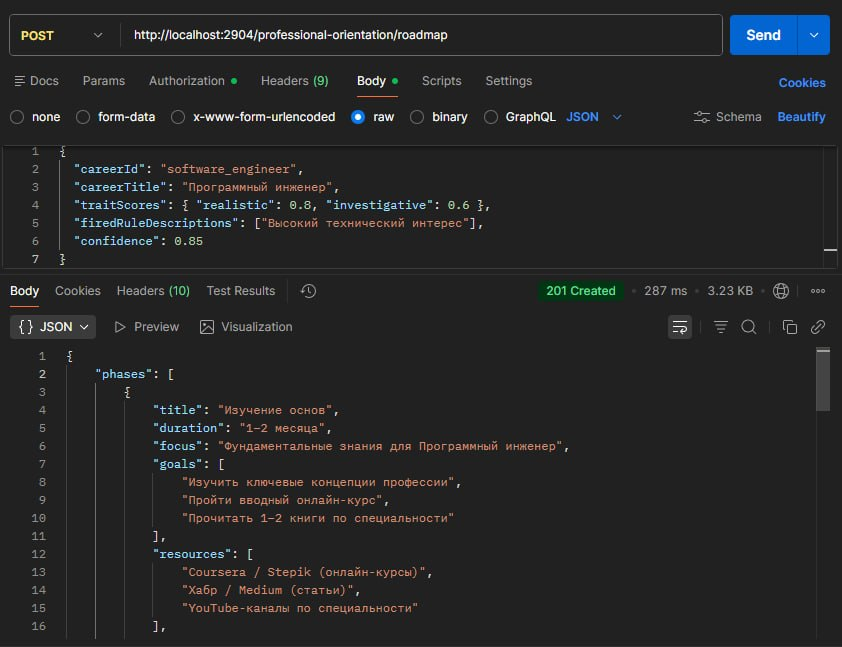 POST http://localhost:2904/professional-orientation/roadmap Send
Docs Params Authorization Headers (9) Body Scripts Settings Cookies
none form-data x-www-form-urlencoded raw binary GraphQL JSON Schema Beautify
1 {
2 "careerId": "software_engineer",
3 "careerTitle": "Программный инженер",
4 "traitScores": { "realistic": 0.8, "investigative": 0.6 },
5 "firedRuleDescriptions": ["Высокий технический интерес"],
6 "confidence": 0.85
7 }
Body Cookies Headers (10) Test Results 201 Created 287 ms 3.23 KB
{} JSON Preview Visualization
1 {
2 "phases": [
3 {
4 "title": "Изучение основ",
5 "duration": "1–2 месяца",
6 "focus": "Фундаментальные знания для Программный инженер",
7 "goals": [
8 "Изучить ключевые концепции профессии",
9 "Пройти вводный онлайн-курс",
10 "Прочитать 1–2 книги по специальности"
11 ],
12 "resources": [
13 "Coursera / Stepik (онлайн-курсы)",
14 "Хабр / Medium (статьи)",
15 "YouTube-каналы по специальности"
16 ],